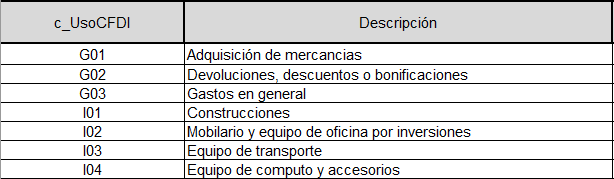 c_UsoCFDI Descripción
G01 Adquisición de mercancias
G02 Devoluciones, descuentos o bonificaciones
G03 Gastos en general
I01 Construcciones
I02 Mobilario y equipo de oficina por inversiones
I03 Equipo de transporte
I04 Equipo de computo y accesorios